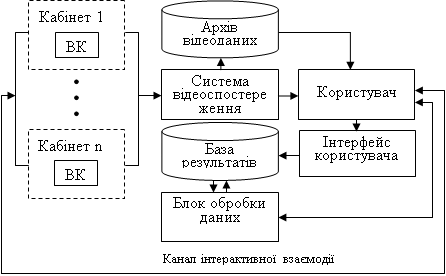 Кабінет 1
ВК
Кабінет n
ВК
Архів
відеоданих
Система
відеоспостере
ження
Користувач
База
результатів
Інтерфейс
користувача
Блок обробки
даних
Канал інтерактивної взаємодії